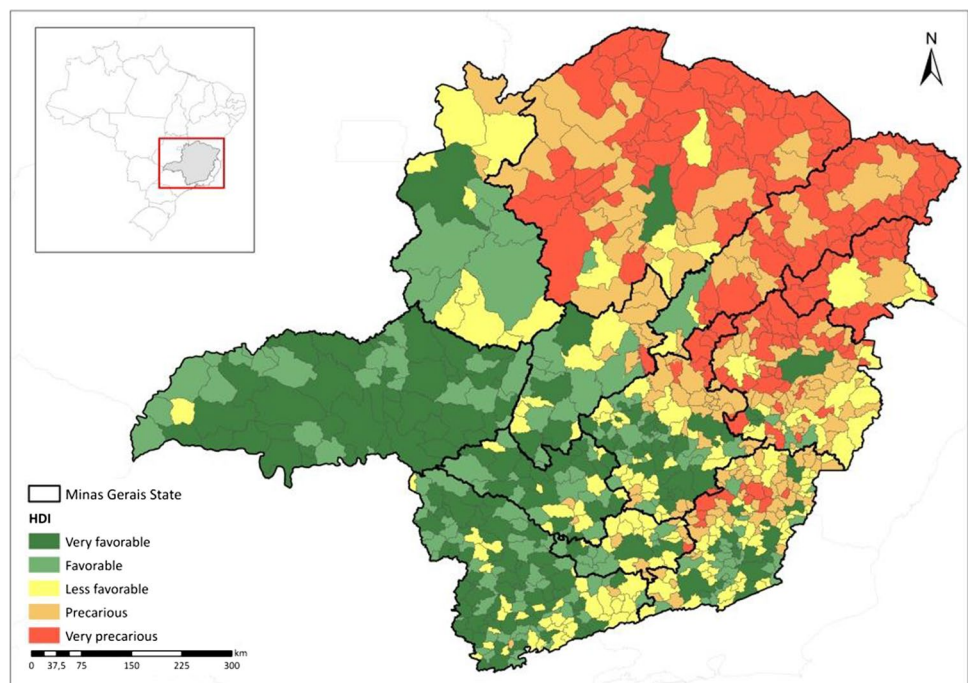 N
Minas Gerais State
HDI
Very favorable
Favorable
Less favorable
Precarious
Very precarious
km
0 37,5 75 150 225 300